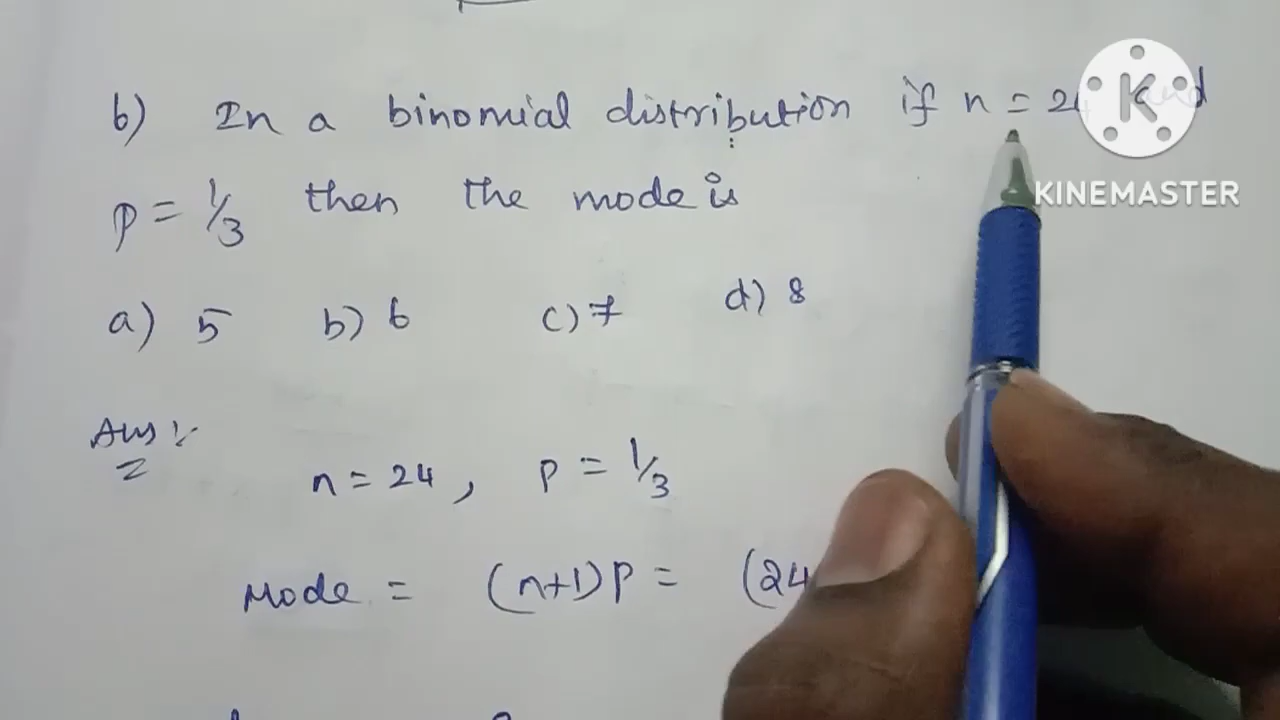 b) In a binomial distribution if n = 24 and
KINEMASTER
p = 1/3 then the mode is
a) 5 b) 6 c) 7 d) 8
Ans :-
n = 24, p = 1/3
Mode = (n+1)p = (24